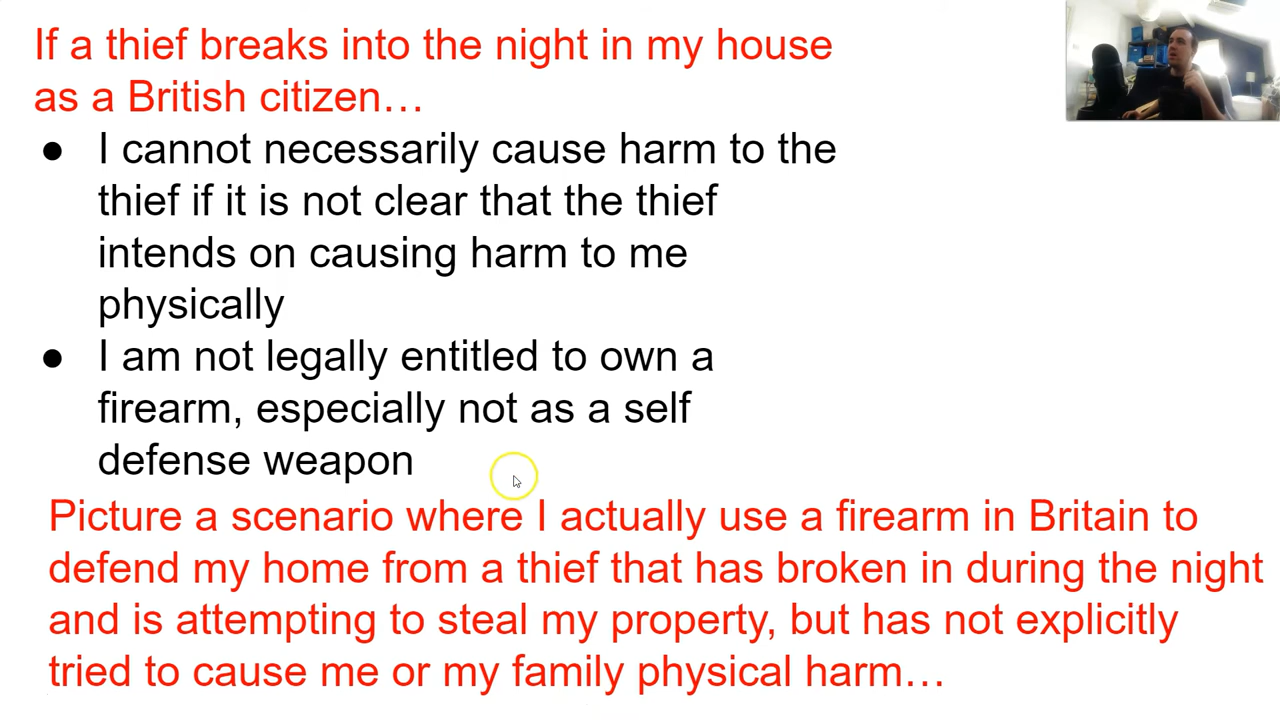 If a thief breaks into the night in my house
as a British citizen…
● I cannot necessarily cause harm to the
thief if it is not clear that the thief
intends on causing harm to me
physically
● I am not legally entitled to own a
firearm, especially not as a self
defense weapon
Picture a scenario where I actually use a firearm in Britain to
defend my home from a thief that has broken in during the night
and is attempting to steal my property, but has not explicitly
tried to cause me or my family physical harm…